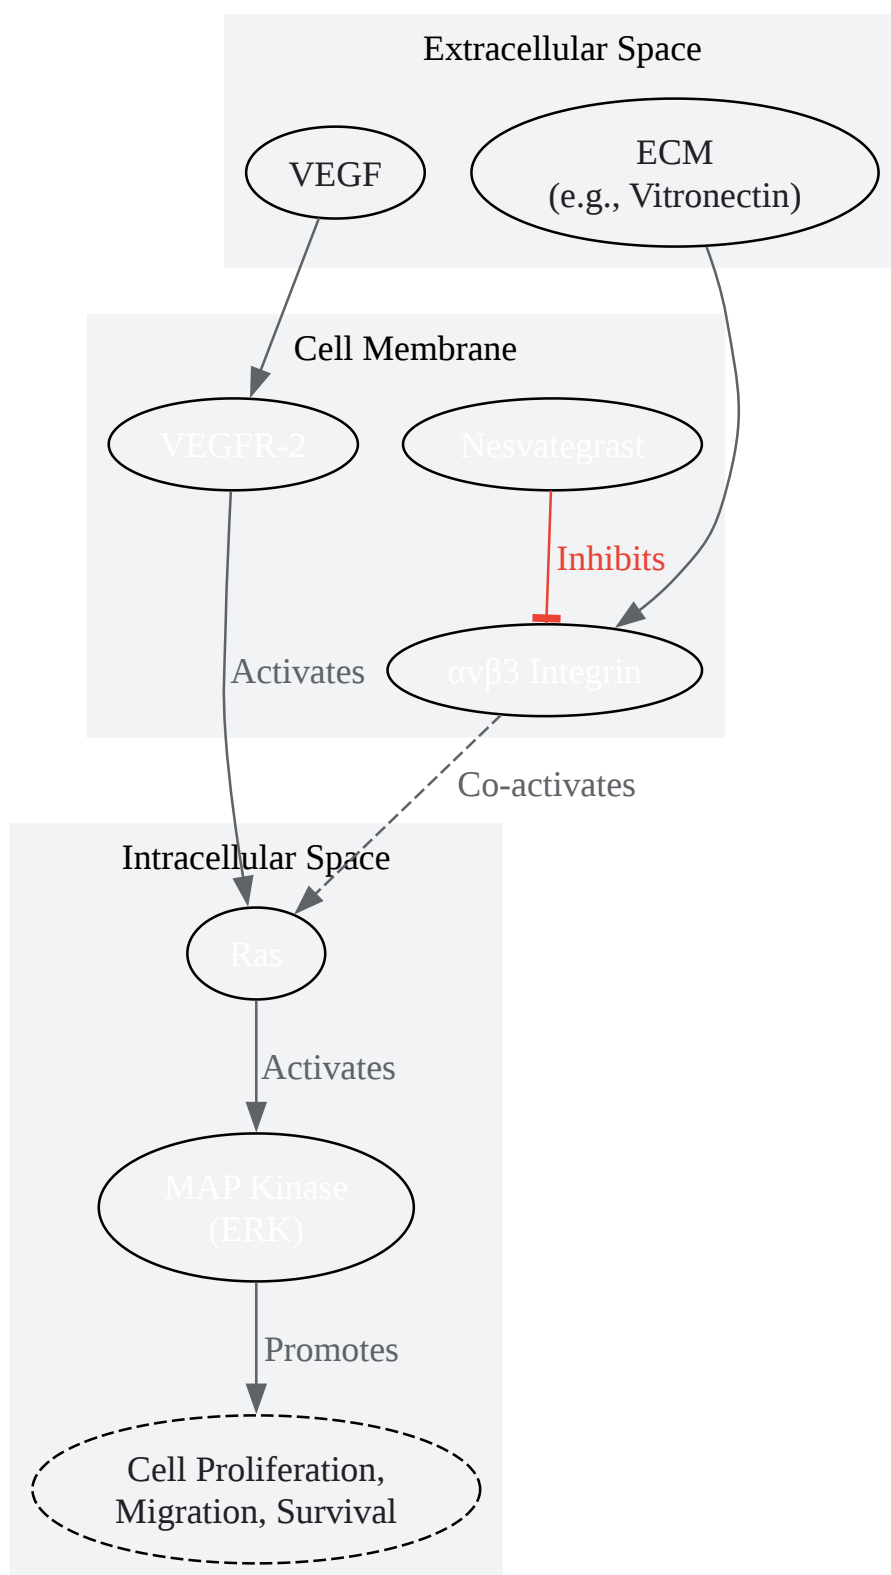 Extracellular Space
VEGF
ECM
(e.g., Vitronectin)
Cell Membrane
VEGFR-2
Nesvategrast
Inhibits
Activates
αvβ3 Integrin
Co-activates
Intracellular Space
Ras
Activates
MAP Kinase
(ERK)
Promotes
Cell Proliferation,
Migration, Survival